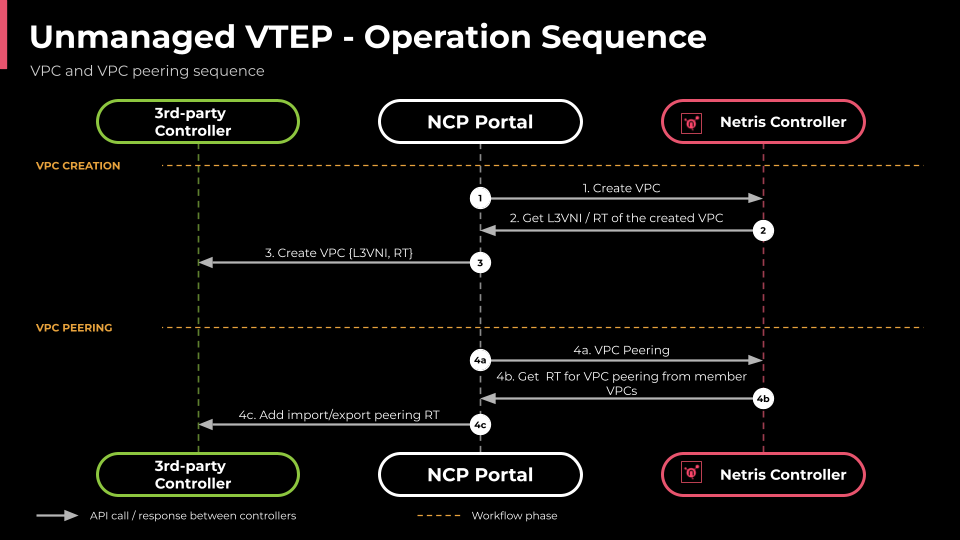 Unmanaged VTEP - Operation Sequence
VPC and VPC peering sequence
3rd-party
Controller
NCP Portal
Netris Controller
VPC CREATION
1. Create VPC
1
2. Get L3VNI / RT of the created VPC
2
3. Create VPC {L3VNI, RT}
3
VPC PEERING
4a. VPC Peering
4a
4b. Get  RT for VPC peering from member
VPCs
4b
4c. Add import/export peering RT
4c
3rd-party
Controller
NCP Portal
Netris Controller
API call / response between controllers
Workflow phase